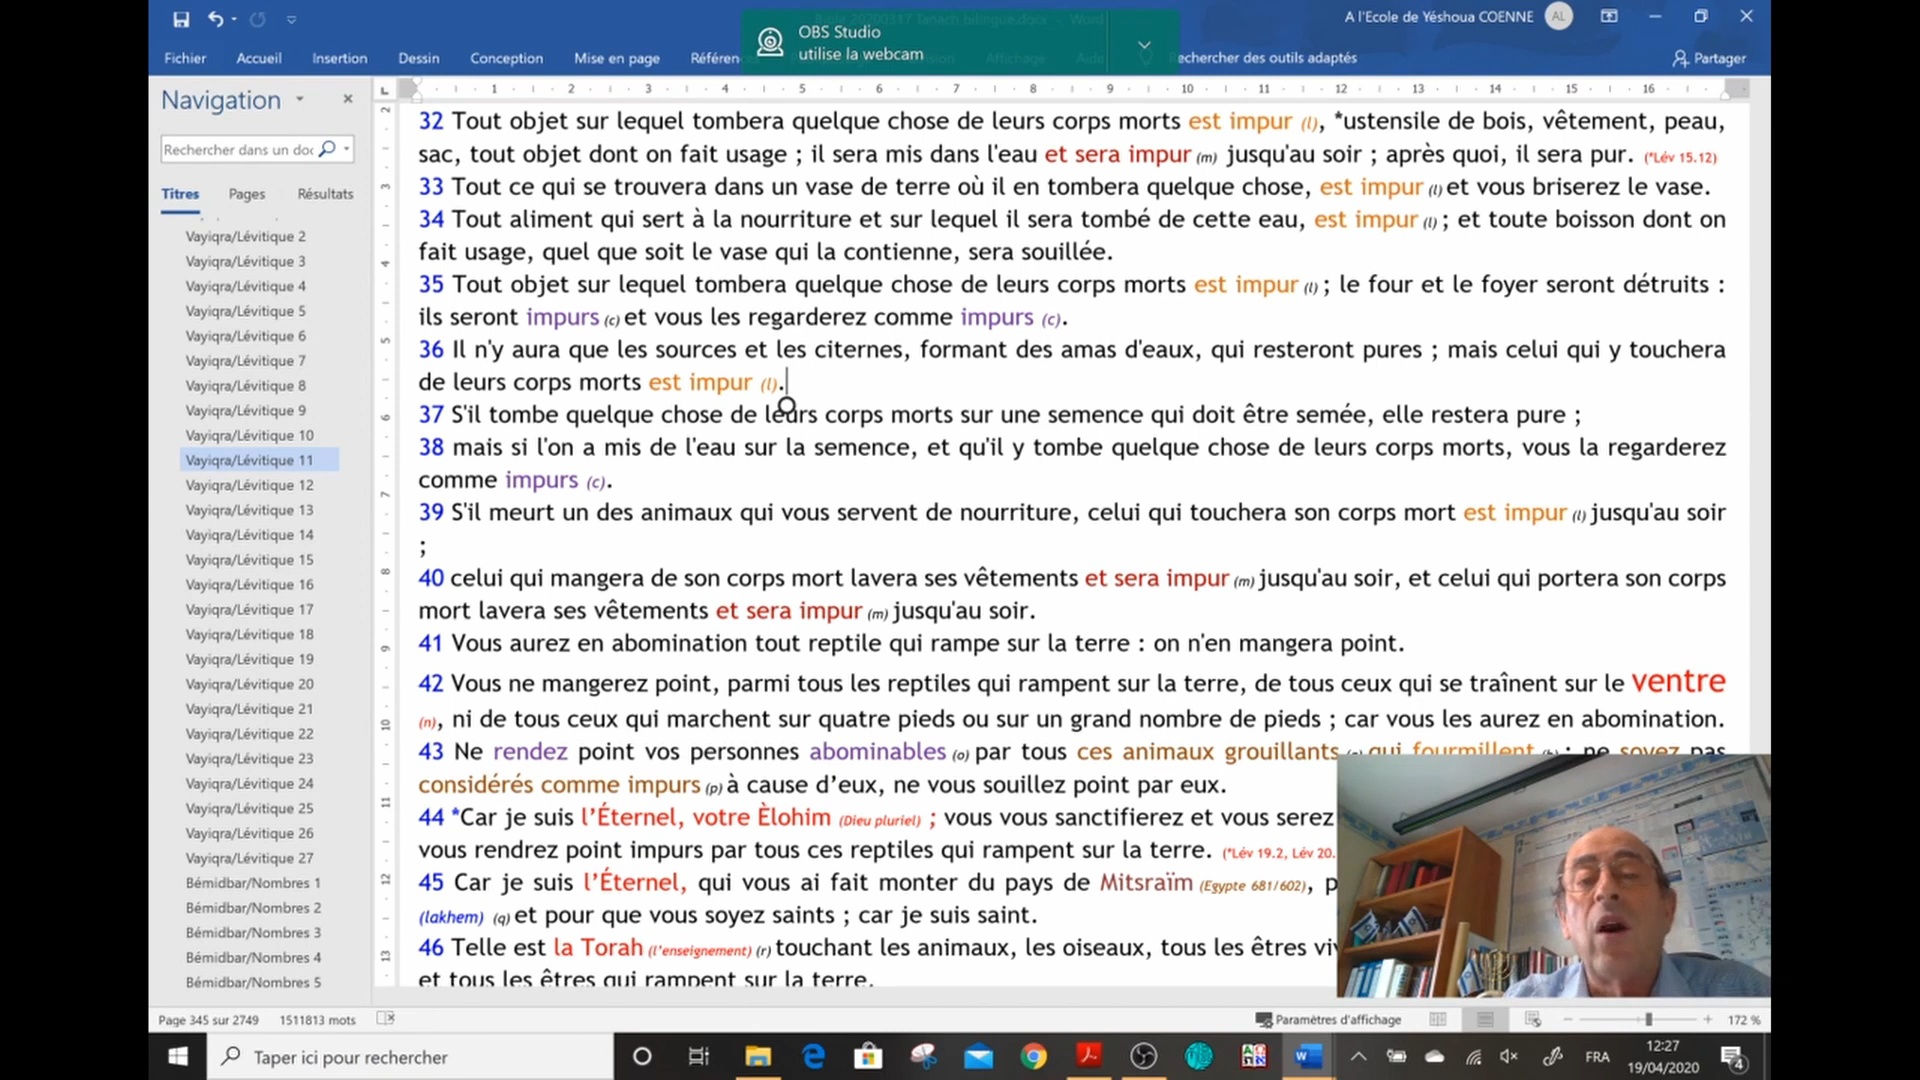 A l'Ecole de Yéshoua COENNE AL
OBS Studio
utilise la webcam
Fichier Accueil Insertion Dessin Conception Mise en page Référen Rechercher des outils adaptés Partager
Navigation
Rechercher dans un doc
Titres Pages Résultats
Vayiqra/Lévitique 2
Vayiqra/Lévitique 3
Vayiqra/Lévitique 4
Vayiqra/Lévitique 5
Vayiqra/Lévitique 6
Vayiqra/Lévitique 7
Vayiqra/Lévitique 8
Vayiqra/Lévitique 9
Vayiqra/Lévitique 10
Vayiqra/Lévitique 11
Vayiqra/Lévitique 12
Vayiqra/Lévitique 13
Vayiqra/Lévitique 14
Vayiqra/Lévitique 15
Vayiqra/Lévitique 16
Vayiqra/Lévitique 17
Vayiqra/Lévitique 18
Vayiqra/Lévitique 19
Vayiqra/Lévitique 20
Vayiqra/Lévitique 21
Vayiqra/Lévitique 22
Vayiqra/Lévitique 23
Vayiqra/Lévitique 24
Vayiqra/Lévitique 25
Vayiqra/Lévitique 26
Vayiqra/Lévitique 27
Bémidbar/Nombres 1
Bémidbar/Nombres 2
Bémidbar/Nombres 3
Bémidbar/Nombres 4
Bémidbar/Nombres 5
1 2 3 4 5 6 7 8 9 10 11 12 13 14 15 16
32 Tout objet sur lequel tombera quelque chose de leurs corps morts est impur (l), *ustensile de bois, vêtement, peau,
sac, tout objet dont on fait usage ; il sera mis dans l'eau et sera impur (m) jusqu'au soir ; après quoi, il sera pur. (*Lév 15.12)
33 Tout ce qui se trouvera dans un vase de terre où il en tombera quelque chose, est impur (l) et vous briserez le vase.
34 Tout aliment qui sert à la nourriture et sur lequel il sera tombé de cette eau, est impur (l) ; et toute boisson dont on
fait usage, quel que soit le vase qui la contienne, sera souillée.
35 Tout objet sur lequel tombera quelque chose de leurs corps morts est impur (l) ; le four et le foyer seront détruits :
ils seront impurs (c) et vous les regarderez comme impurs (c).
36 Il n'y aura que les sources et les citernes, formant des amas d'eaux, qui resteront pures ; mais celui qui y touchera
de leurs corps morts est impur (l).
37 S'il tombe quelque chose de leurs corps morts sur une semence qui doit être semée, elle restera pure ;
38 mais si l'on a mis de l'eau sur la semence, et qu'il y tombe quelque chose de leurs corps morts, vous la regarderez
comme impurs (c).
39 S'il meurt un des animaux qui vous servent de nourriture, celui qui touchera son corps mort est impur (l) jusqu'au soir
;
40 celui qui mangera de son corps mort lavera ses vêtements et sera impur (m) jusqu'au soir, et celui qui portera son corps
mort lavera ses vêtements et sera impur (m) jusqu'au soir.
41 Vous aurez en abomination tout reptile qui rampe sur la terre : on n'en mangera point.
42 Vous ne mangerez point, parmi tous les reptiles qui rampent sur la terre, de tous ceux qui se traînent sur le ventre
(n), ni de tous ceux qui marchent sur quatre pieds ou sur un grand nombre de pieds ; car vous les aurez en abomination.
43 Ne rendez point vos personnes abominables (o) par tous ces animaux grouillants qui fourmillent ; ne soyez pas
considérés comme impurs (p) à cause d’eux, ne vous souillez point par eux.
44 *Car je suis l’Éternel, votre Èlohim (Dieu pluriel) ; vous vous sanctifierez et vous serez
vous rendrez point impurs par tous ces reptiles qui rampent sur la terre. (*Lév 19.2, Lév 20.
45 Car je suis l’Éternel, qui vous ai fait monter du pays de Mitsraïm (Egypte 681/602), p
(lakhem) (q) et pour que vous soyez saints ; car je suis saint.
46 Telle est la Torah (l’enseignement) (r) touchant les animaux, les oiseaux, tous les êtres viv
et tous les êtres qui rampent sur la terre.
Page 345 sur 2749 1511813 mots Paramètres d'affichage 172 %
Taper ici pour rechercher FRA 12:27
19/04/2020 4